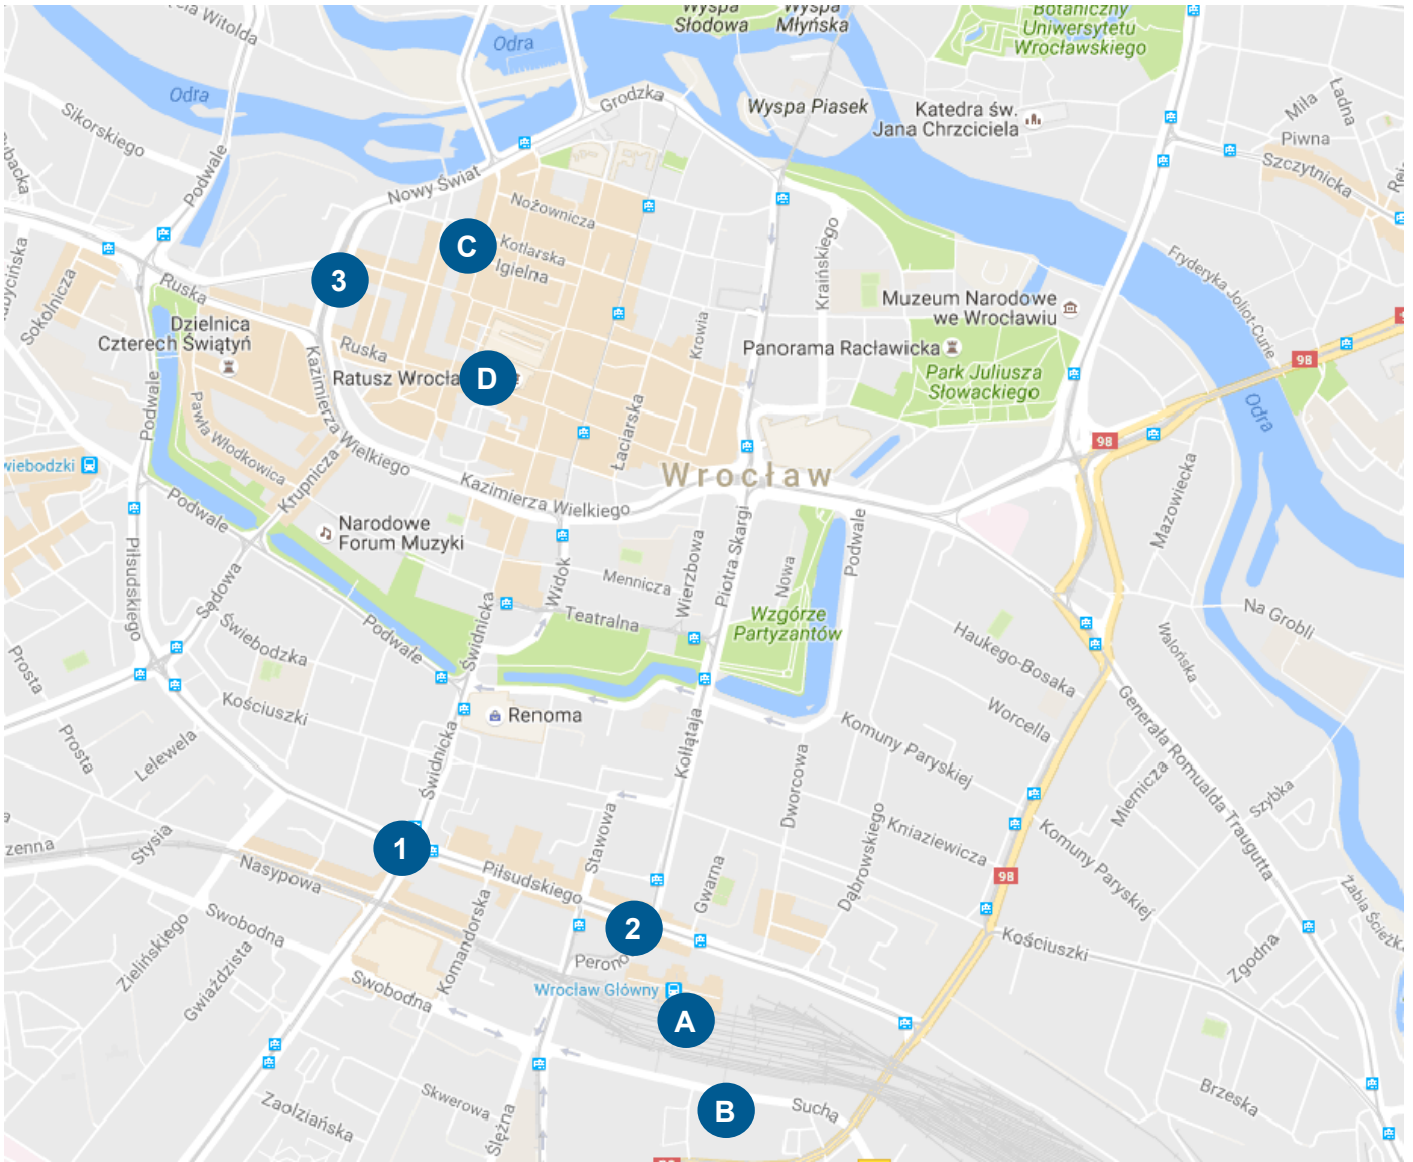 Wyspa
Słodowa
Wyspa
Młyńska
Botaniczny
Uniwersytetu
Wrocławskiego
Witolda
Odra
Odra
Sikorskiego
Podwale
Grodzka
Wyspa Piasek
Katedra św.
Jana Chrzciciela
Ładna
Miła
Piwna
Szczytnicka
Nowy Świat
Nożownicza
Kotlarska
Igielna
C
3
Ruska
Sokolnicza
Dzielnica
Czterech Świątyń
Kraińskiego
Muzeum Narodowe
we Wrocławiu
Fryderyka Joliot-Curie
Krowia
Panorama Racławicka
Park Juliusza
Słowackiego
98
Odra
Ruska
Ratusz
D
Podwale
Kazimierza Wielkiego
Pawła Włodkowica
Łaciarska
98
Krupnicza
Wrocław
Kazimierza Wielkiego
Mazowiecka
Podwale
Narodowe
Forum Muzyki
Piotra Skargi
Podwale
Piłsudskiego
Sądowa
Widok
Mennicza
Wierzbowa
Nowa
Teatralna
Wzgórze
Partyzantów
Na Grobli
Walońska
Haukego-Bosaka
Świebodzka
Podwale
Świdnicka
Prosta
Kościuszki
Renoma
Worcella
Komuny Paryskiej
Generała Romualda Traugutta
Prosta
Lelewela
Świdnicka
Kołłątaja
Dworcowa
Miernicza
Szybka
Stysia
Stawowa
Dąbrowskiego
Kniaziewicza
Komuny Paryskiej
1
Nasypowa
Piłsudskiego
Gwarna
98
Żabia Ścieżka
Swobodna
Zielińskiego
Gwiaździsta
Komandorska
2
Kościuszki
Zgodna
Swobodna
Wrocław Główny
A
B
Sucha
Skwerowa
Ślężna
Zaolziańska
Brzeska